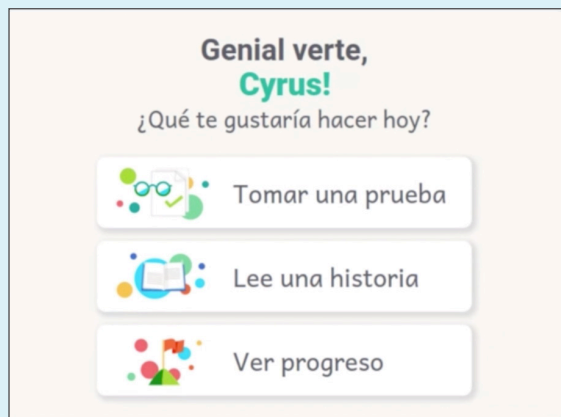 Genial verte,
Cyrus!
¿Qué te gustaría hacer hoy?
Tomar una prueba
Lee una historia
Ver progreso